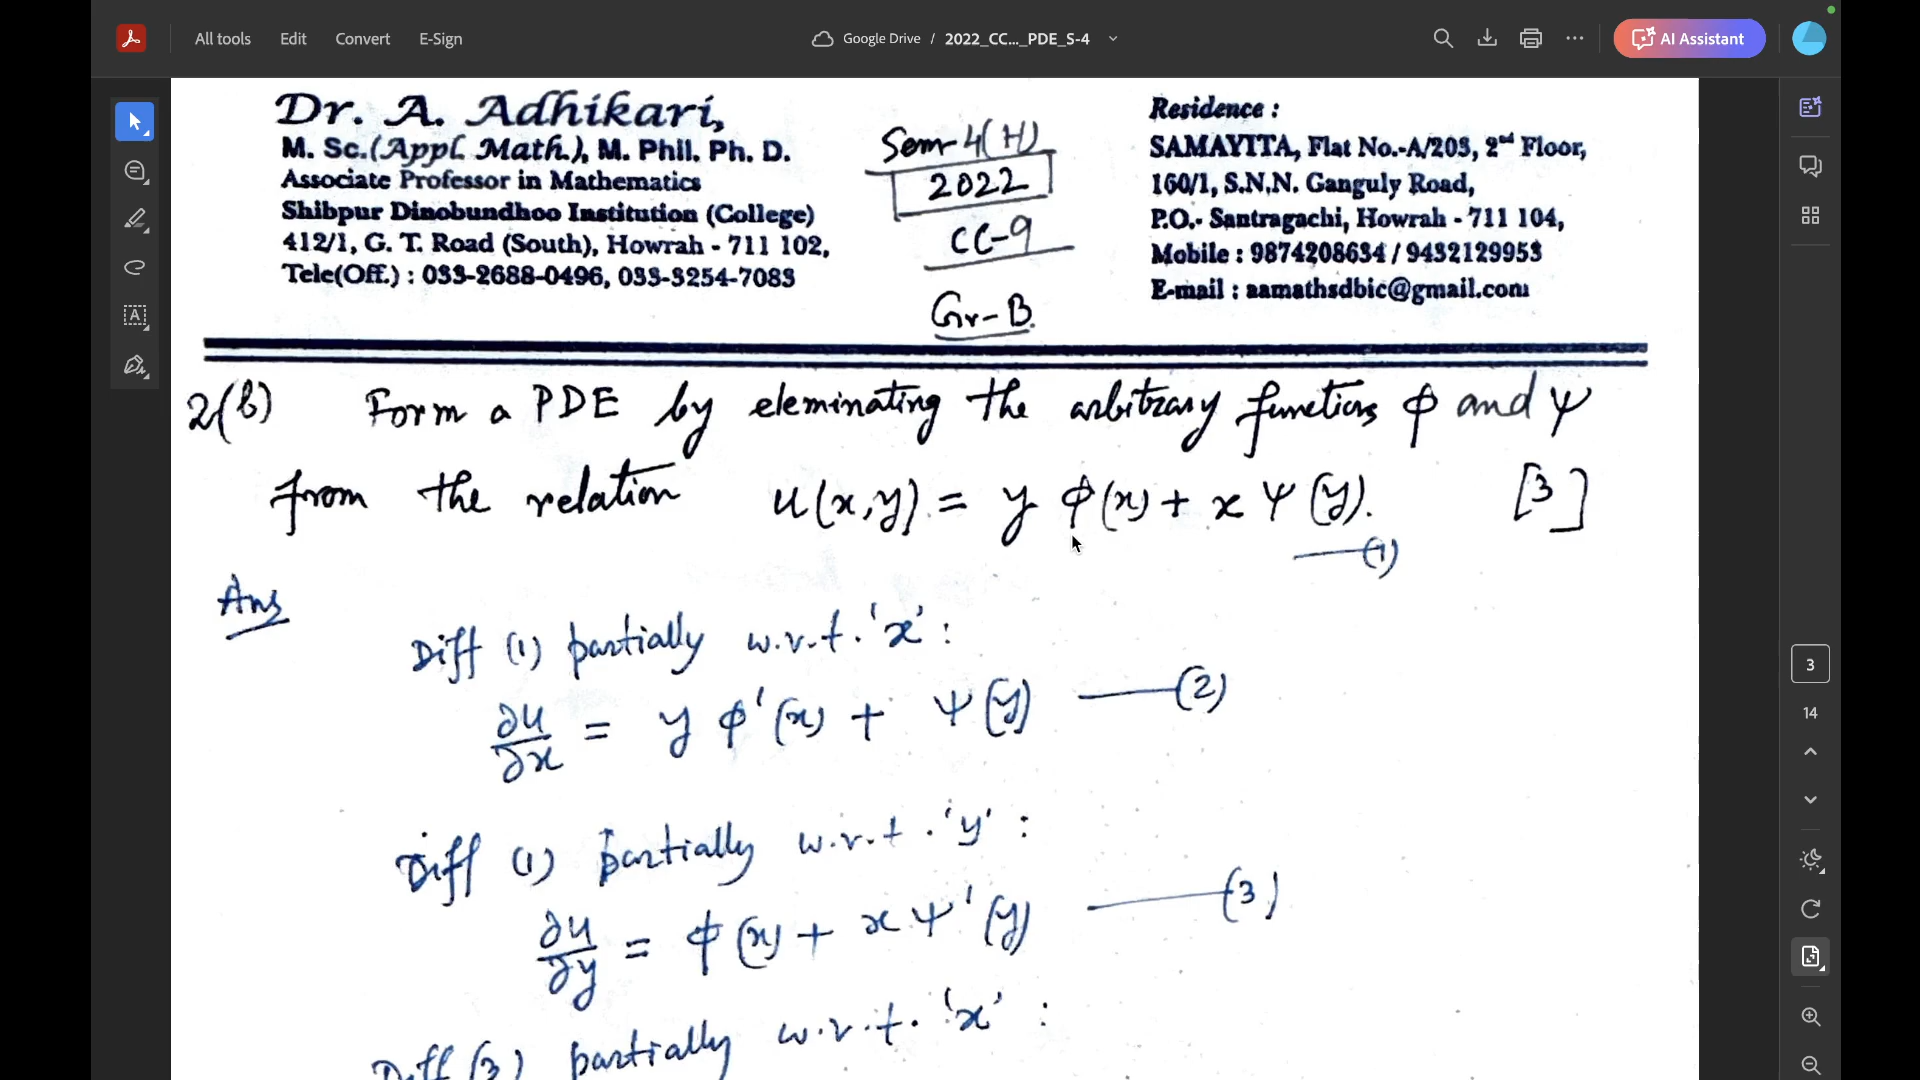 All tools Edit Convert E-Sign Google Drive / 2022_CC..._PDE_S-4 AI Assistant
Dr. A. Adhikari,
M. Sc.(Appl. Math.), M. Phil. Ph. D.
Associate Professor in Mathematics
Shibpur Dinobundhoo Institution (College)
412/1, G. T. Road (South), Howrah - 711 102,
Tele(Off.) : 033-2688-0496, 033-3254-7083
Sem-4(H)
2022
CC-9
Gr-B.
Residence :
SAMAYITA, Flat No.-A/203, 2nd Floor,
160/1, S.N.N. Ganguly Road,
P.O.- Santragachi, Howrah - 711 104,
Mobile : 9874208634 / 9432129953
E-mail : aamathsdbic@gmail.com
2(b) Form a PDE by eleminating the arbitrary functions φ and ψ
from the relation u(x,y) = y φ(x) + x ψ(y). [3]
—(1)
Ans
Diff (1) partially w.r.t. 'x':
∂u/∂x = y φ'(x) + ψ(y) —(2)
Diff (1) partially w.r.t. 'y' :
∂u/∂y = φ(x) + x ψ'(y) —(3)
Diff (3) partially w.r.t. 'x' :
3
14